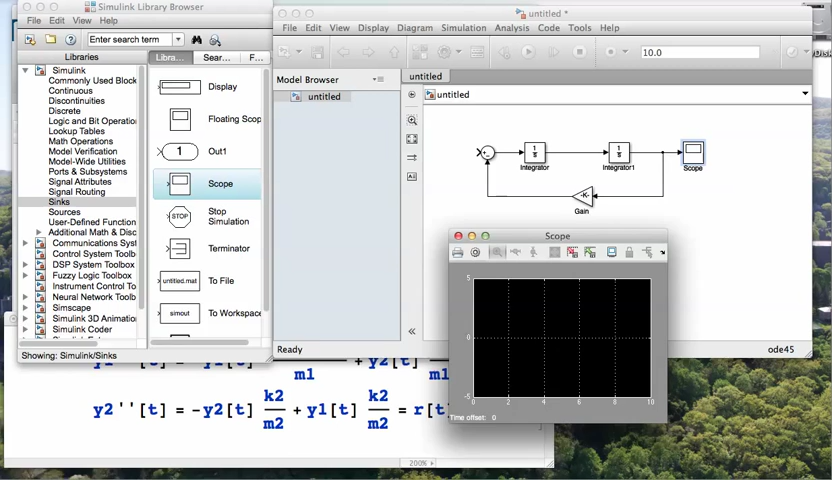 Simulink Library Browser
File Edit View Help
Enter search term
Libraries
Libra... Sear... F...
Simulink
Commonly Used Block
Continuous
Discontinuities
Discrete
Logic and Bit Operatio
Lookup Tables
Math Operations
Model Verification
Model-Wide Utilities
Ports & Subsystems
Signal Attributes
Signal Routing
Sinks
Sources
User-Defined Function
Additional Math & Disc
Communications Syst
Control System Toolbo
DSP System Toolbox
Fuzzy Logic Toolbox
Instrument Control To
Neural Network Toolb
Simscape
Simulink 3D Animatio
Simulink Coder
Display
Floating Scop
1
Out1
Scope
STOP
Stop
Simulation
Terminator
untitled.mat
To File
simout
To Workspace
Showing: Simulink/Sinks
untitled *
File Edit View Display Diagram Simulation Analysis Code Tools Help
10.0
Model Browser
untitled
untitled
untitled
1
s
Integrator
1
s
Integrator1
Scope
-K-
Gain
Ready
ode45
Scope
5
0
-5
0 2 4 6 8 10
Time offset: 0
m1
m1
y2''[t] = -y2[t] k2/m2 + y1[t] k2/m2 = r[t
200%